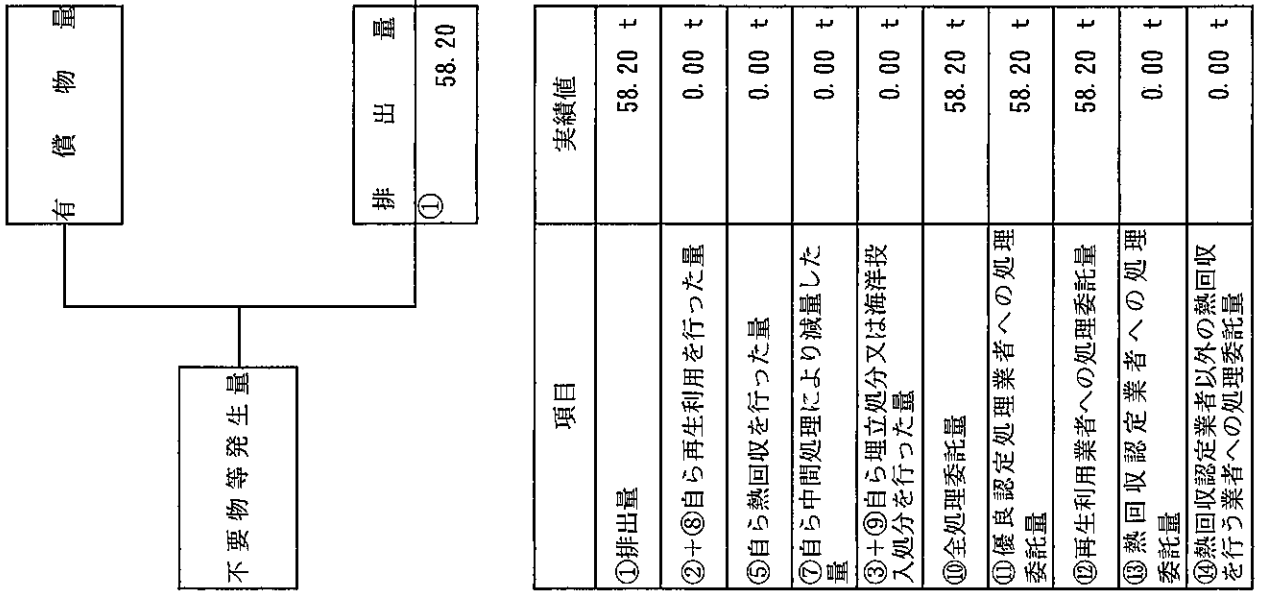 有償物量
不要物等発生量
排出量
①
58.20
項目
実績値
①排出量
58.20 t
②+⑧自ら再生利用を行った量
0.00 t
⑤自ら熱回収を行った量
0.00 t
⑦自ら中間処理により減量した
量
0.00 t
③+⑨自ら埋立処分又は海洋投
入処分を行った量
0.00 t
⑩全処理委託量
58.20 t
⑪優良認定処理業者への処理
委託量
58.20 t
⑫再生利用業者への処理委託量
58.20 t
⑬熱回収認定業者への処理
委託量
0.00 t
⑭熱回収認定業者以外の熱回収
を行う業者への処理委託量
0.00 t